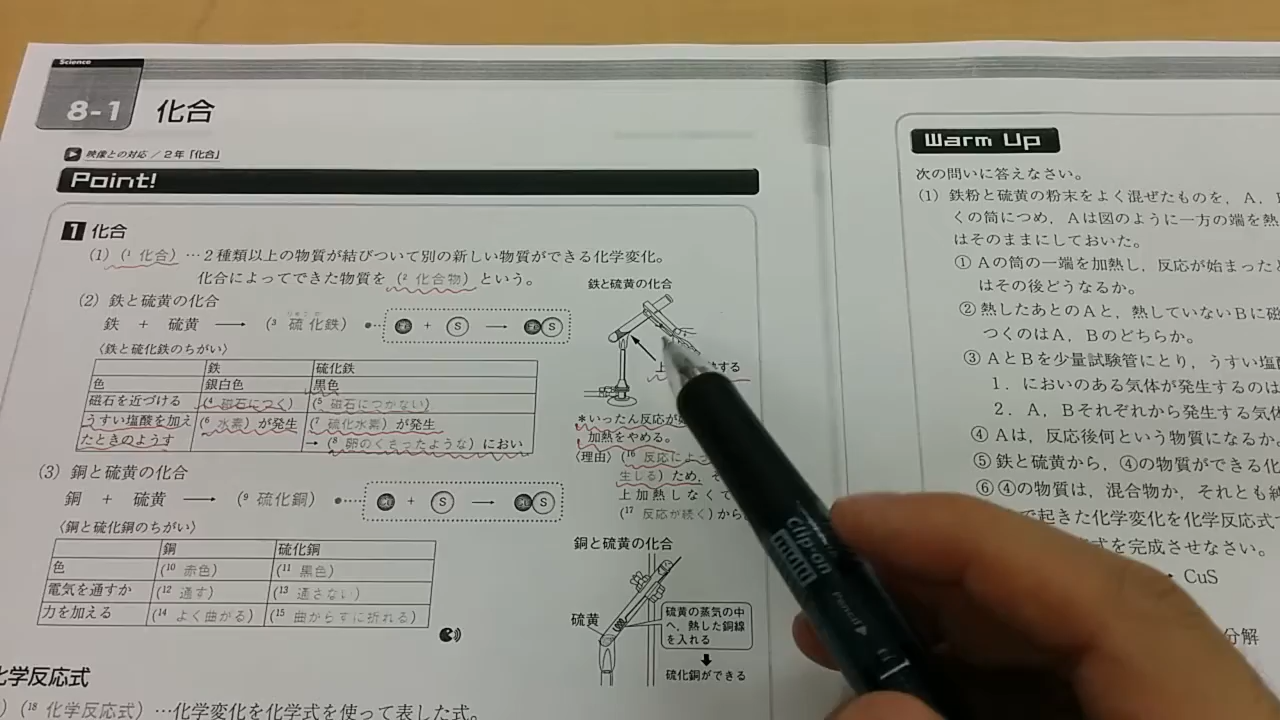 Science
8-1 化合
映像との対応 / 2年「化合」
Point!
1 化合
(1) (1 化合) …2種類以上の物質が結びついて別の新しい物質ができる化学変化。
化合によってできた物質を (2 化合物) という。
(2) 鉄と硫黄の化合
鉄 + 硫黄 → (3 硫化鉄)
S
S
〈鉄と硫化鉄のちがい〉
鉄 硫化鉄
色 銀白色 黒色
磁石を近づける (4 磁石につく) (5 磁石につかない)
うすい塩酸を加え (6 水素) が発生 (7 硫化水素) が発生
たときのようす → (8 卵のくさったような) におい
(3) 銅と硫黄の化合
銅 + 硫黄 → (9 硫化銅)
S
S
〈銅と硫化銅のちがい〉
銅 硫化銅
色 (10 赤色) (11 黒色)
電気を通すか (12 通す) (13 通さない)
力を加える (14 よく曲がる) (15 曲がらずに折れる)
化学反応式
(18 化学反応式) …化学変化を化学式を使って表した式。
鉄と硫黄の化合
上
する
*いったん反応が
加熱をやめる。
〈理由〉 (16 反応によ
生じる) ため、そ
上加熱しなくて
(17 反応が続く) から
銅と硫黄の化合
硫黄
硫黄の蒸気の中
へ，熱した銅線
を入れる
硫化銅ができる
Warm Up
次の問いに答えなさい。
(1) 鉄粉と硫黄の粉末をよく混ぜたものを，A，
くの筒につめ，Aは図のように一方の端を熱
はそのままにしておいた。
① Aの筒の一端を加熱し，反応が始まったと
はその後どうなるか。
② 熱したあとのAと，熱していないBに磁
つくのはA，Bのどちらか。
③ AとBを少量試験管にとり，うすい塩
1．においのある気体が発生するのは
2．A，Bそれぞれから発生する気
④ Aは，反応後何という物質になるか
⑤ 鉄と硫黄から，④の物質ができる化
⑥ ④の物質は，混合物か，それとも純
で起きた化学変化を化学反応式
式を完成させなさい。
CuS
分解
clip-on
multi
Pencil